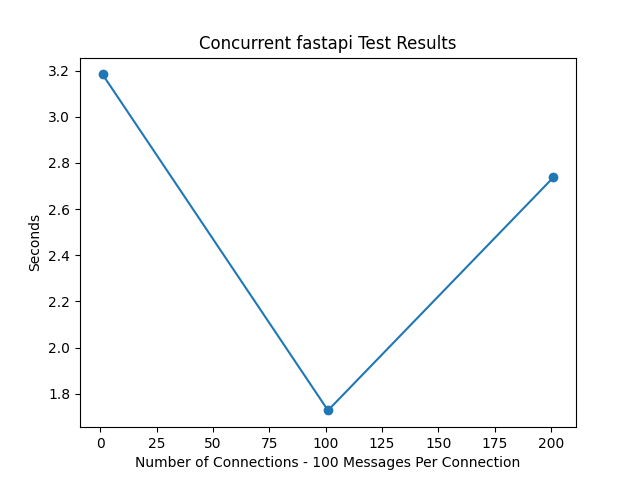 Concurrent fastapi Test Results
3.2
3.0
2.8
2.6
2.4
2.2
2.0
1.8
Seconds
0 25 50 75 100 125 150 175 200
Number of Connections - 100 Messages Per Connection